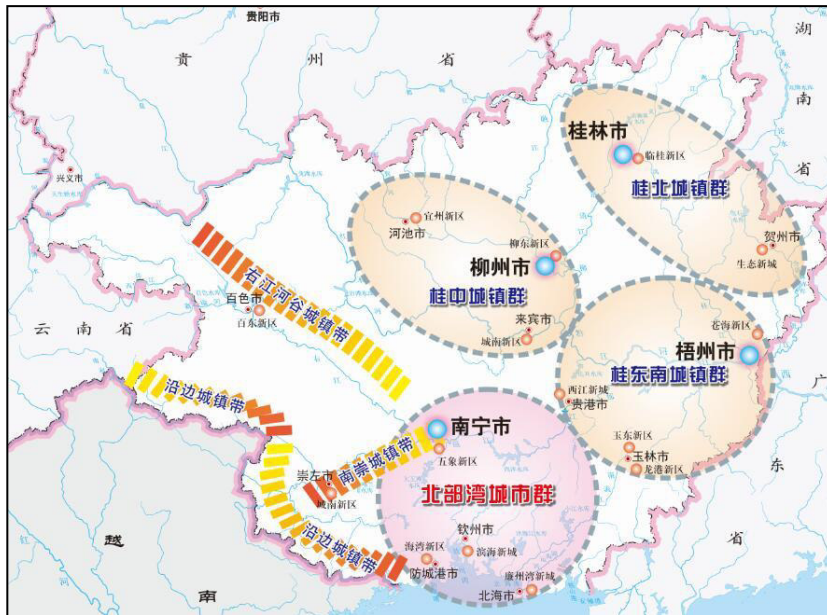 贵阳市
贵
州
省
湖
南
省
兴义市
桂林市
临桂新区
桂北城镇群
贺州市
生态新城
宜州新区
河池市
柳东新区
柳州市
桂中城镇群
来宾市
城南新区
右江河谷城镇带
百色市
百东新区
云南省
苍海新区
梧州市
桂东南城镇群
西江新城
贵港市
玉东新区
玉林市
龙港新区
广
东
省
沿边城镇带
南宁市
五象新区
南崇城镇带
崇左市
城南新区
北部湾城市群
沿边城镇带
钦州市
海湾新区
滨海新城
防城港市
廉州湾新城
北海市
越
南